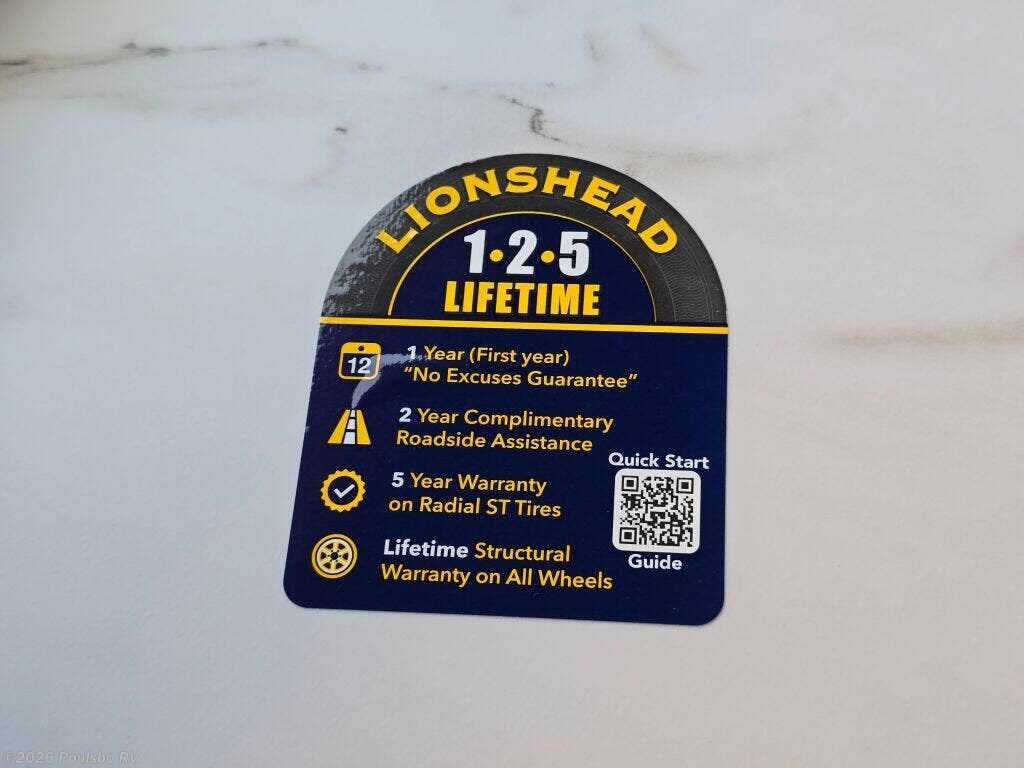 LIONSHEAD
1•2•5
LIFETIME
12
1 Year (First year)
"No Excuses Guarantee"
2 Year Complimentary
Roadside Assistance
5 Year Warranty
on Radial ST Tires
Quick Start
Guide
Lifetime Structural
Warranty on All Wheels
©2026 Poulsbo RV